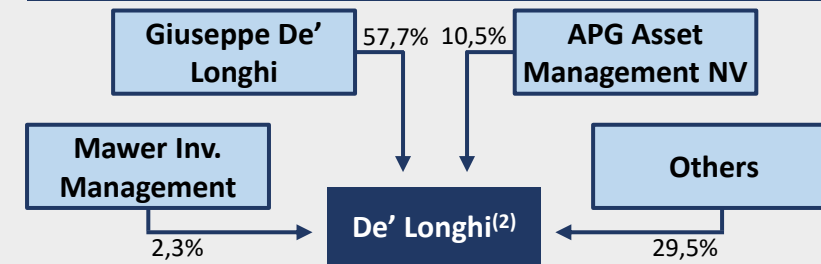 Giuseppe De’
Longhi
57,7%
10,5%
APG Asset
Management NV
Mawer Inv.
Management
Others
De’ Longhi(2)
2,3%
29,5%